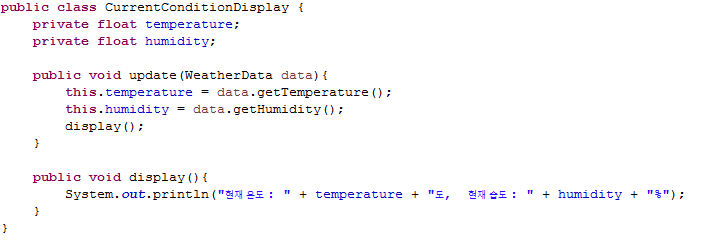 public class CurrentConditionDisplay {
    private float temperature;
    private float humidity;

    public void update(WeatherData data){
        this.temperature = data.getTemperature();
        this.humidity = data.getHumidity();
        display();
    }

    public void display(){
        System.out.println("현재 온도 : " + temperature + "도,  현재 습도 : " + humidity + "%");
    }
}